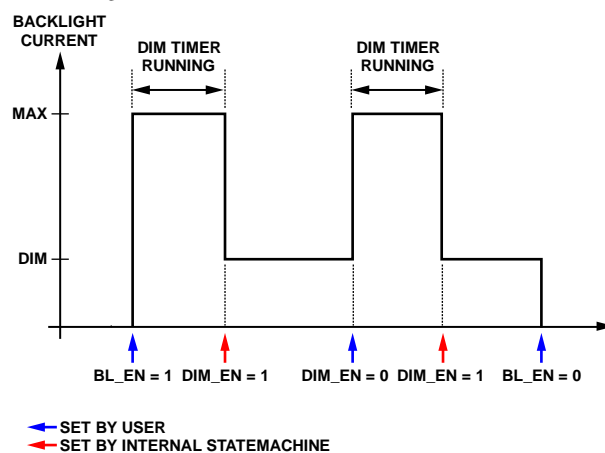 BACKLIGHT
CURRENT
DIM TIMER
RUNNING
DIM TIMER
RUNNING
MAX
DIM
BL_EN = 1
DIM_EN = 1
DIM_EN = 0
DIM_EN = 1
BL_EN = 0
SET BY USER
SET BY INTERNAL STATEMACHINE